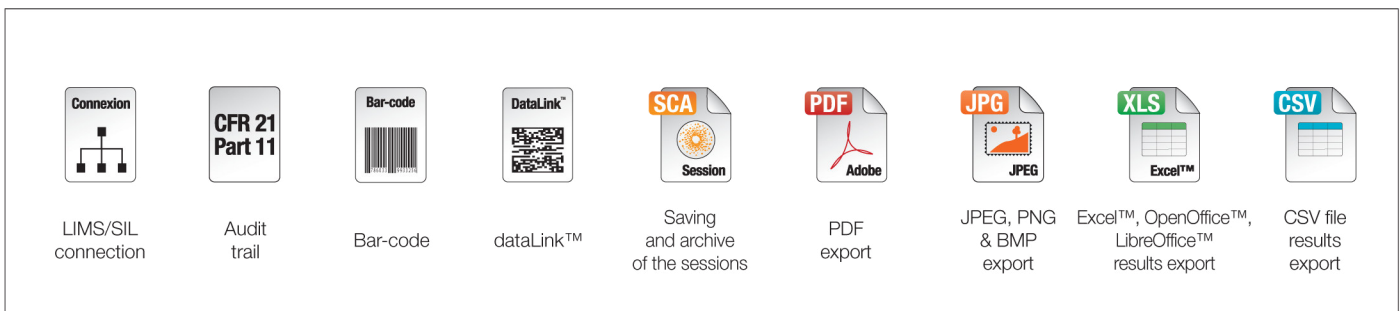 Connexion
LIMS/SIL
connection
CFR 21
Part 11
Audit
trail
Bar-code
Bar-code
DataLink™
dataLink™
SCA
Session
Saving
and archive
of the sessions
PDF
Adobe
PDF
export
JPG
JPEG
JPEG, PNG
& BMP
export
XLS
Excel™
Excel™, OpenOffice™,
LibreOffice™
results export
CSV
CSV file
results
export